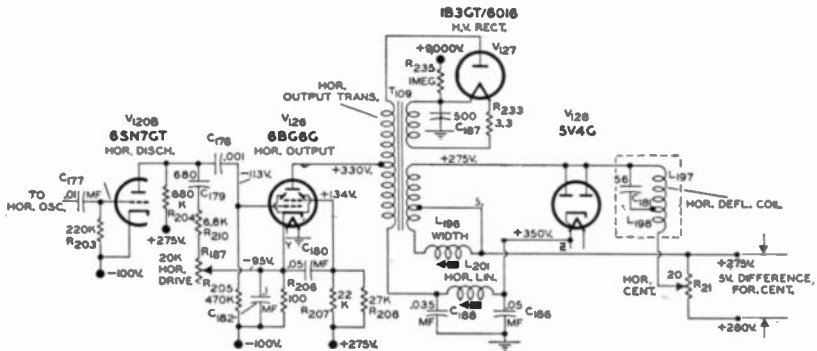 1B3GT/8016
H.V. RECT.
V127
+9,000V.
R235
1MEG.
T109
HOR.
OUTPUT TRANS.
500
C187
R233
3.3
V120B
6SN7GT
HOR. DISCH.
C178
.001
V126
6BG6G
HOR. OUTPUT
V128
5V4G
C177
.01 MF
TO
HOR. OSC.
220K
R203
-100V.
680
K
R204
+275V.
680
C179
6.8K
R210
R187
20K
HOR.
DRIVE
-113V.
-95V.
+330V.
+134V.
+275V.
5.
L196
WIDTH
+350V.
2
L201
HOR. LIN.
56
C181
L197
L198
HOR. DEFL. COIL
Y
C180
.05 MF
R205
470K
C182
.1
MF
-100V.
R206
100
R207
22
K
+275V.
27K
R208
.035
MF
C188
.05
MF
C186
HOR.
CENT.
20
R21
+275V.
5V. DIFFERENCE,
FOR. CENT.
+280V.